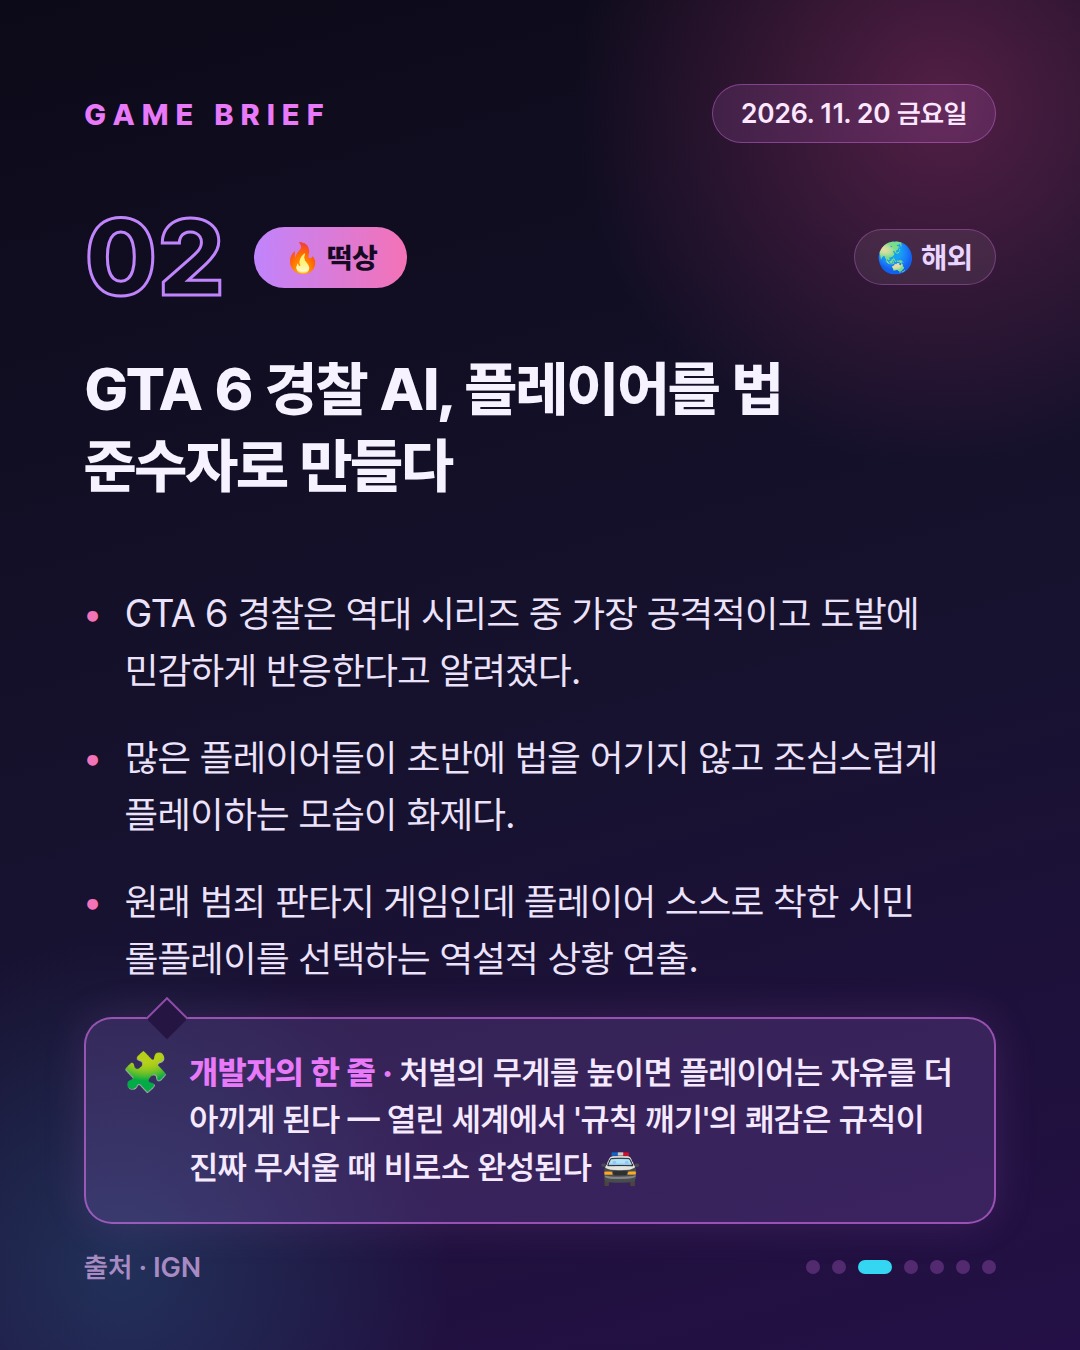 GAME BRIEF
2026. 11. 20 금요일
02
🔥 떡상
🌏 해외
GTA 6 경찰 AI, 플레이어를 법
준수자로 만들다
• GTA 6 경찰은 역대 시리즈 중 가장 공격적이고 도발에
민감하게 반응한다고 알려졌다.
• 많은 플레이어들이 초반에 법을 어기지 않고 조심스럽게
플레이하는 모습이 화제다.
• 원래 범죄 판타지 게임인데 플레이어 스스로 착한 시민
롤플레이를 선택하는 역설적 상황 연출.
🧩 개발자의 한 줄 · 처벌의 무게를 높이면 플레이어는 자유를 더
아끼게 된다 — 열린 세계에서 '규칙 깨기'의 쾌감은 규칙이
진짜 무서울 때 비로소 완성된다 🚔
출처 · IGN